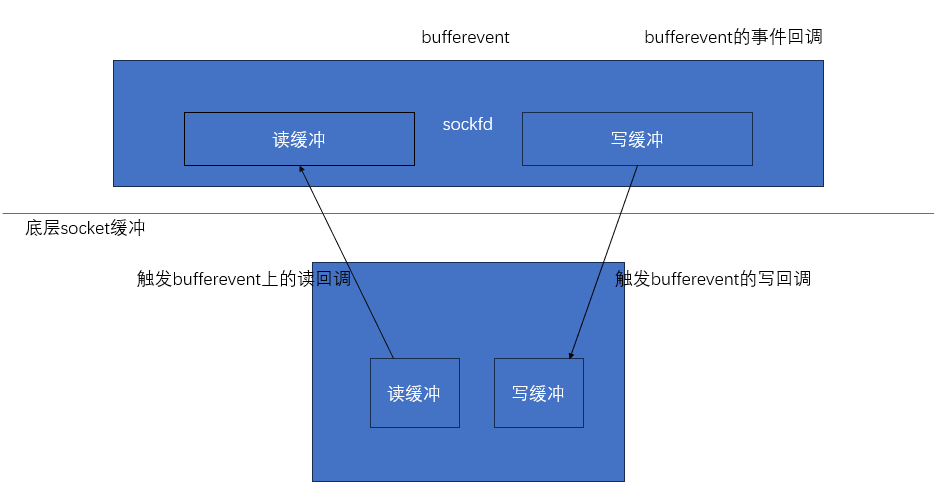 bufferevent
bufferevent的事件回调
sockfd
读缓冲
写缓冲
底层socket缓冲
触发bufferevent上的读回调
触发bufferevent的写回调
读缓冲
写缓冲